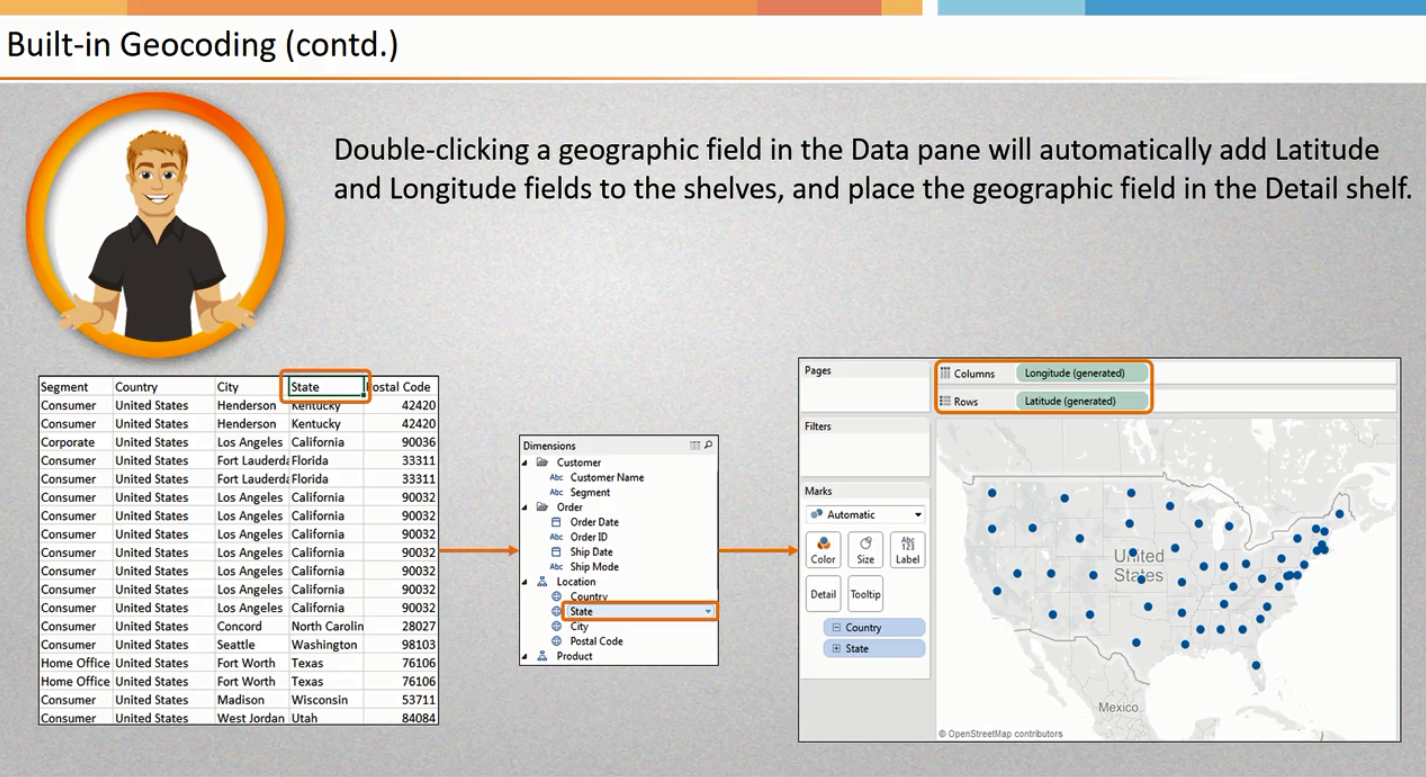 Built-in Geocoding (contd.)
Double-clicking a geographic field in the Data pane will automatically add Latitude
and Longitude fields to the shelves, and place the geographic field in the Detail shelf.
Segment Country City State Postal Code
Consumer United States Henderson Kentucky 42420
Consumer United States Henderson Kentucky 42420
Corporate United States Los Angeles California 90036
Consumer United States Fort Lauderda Florida 33311
Consumer United States Fort Lauderda Florida 33311
Consumer United States Los Angeles California 90032
Consumer United States Los Angeles California 90032
Consumer United States Los Angeles California 90032
Consumer United States Los Angeles California 90032
Consumer United States Los Angeles California 90032
Consumer United States Los Angeles California 90032
Consumer United States Los Angeles California 90032
Consumer United States Concord North Carolin 28027
Consumer United States Seattle Washington 98103
Home Office United States Fort Worth Texas 76106
Home Office United States Fort Worth Texas 76106
Consumer United States Madison Wisconsin 53711
Consumer United States West Jordan Utah 84084
Dimensions
Customer
Abc Customer Name
Abc Segment
Order
Order Date
Abc Order ID
Ship Date
Abc Ship Mode
Location
Country
State
City
Postal Code
Product
Pages
Columns Longitude (generated)
Rows Latitude (generated)
Filters
Marks
Automatic
Abc
123
Color Size Label
Detail Tooltip
Country
State
United
States
Mexico
© OpenStreetMap contributors